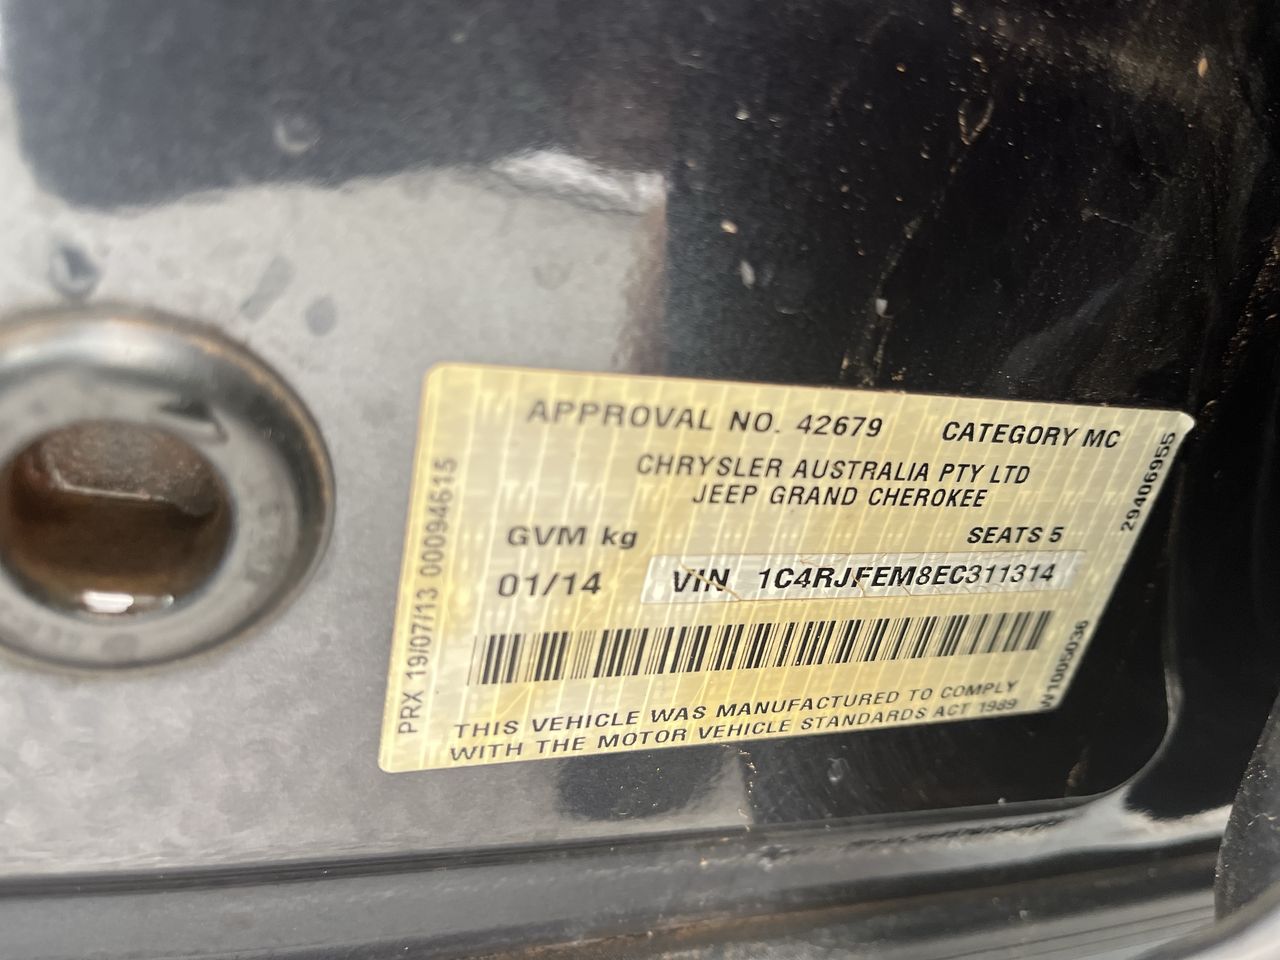 APPROVAL NO. 42679 CATEGORY MC
CHRYSLER AUSTRALIA PTY LTD
JEEP GRAND CHEROKEE
GVM kg SEATS 5
01/14 VIN 1C4RJFEM8EC311314
THIS VEHICLE WAS MANUFACTURED TO COMPLY
WITH THE MOTOR VEHICLE STANDARDS ACT 1989
PRX 19/07/13 00094615
29406955
W1005036